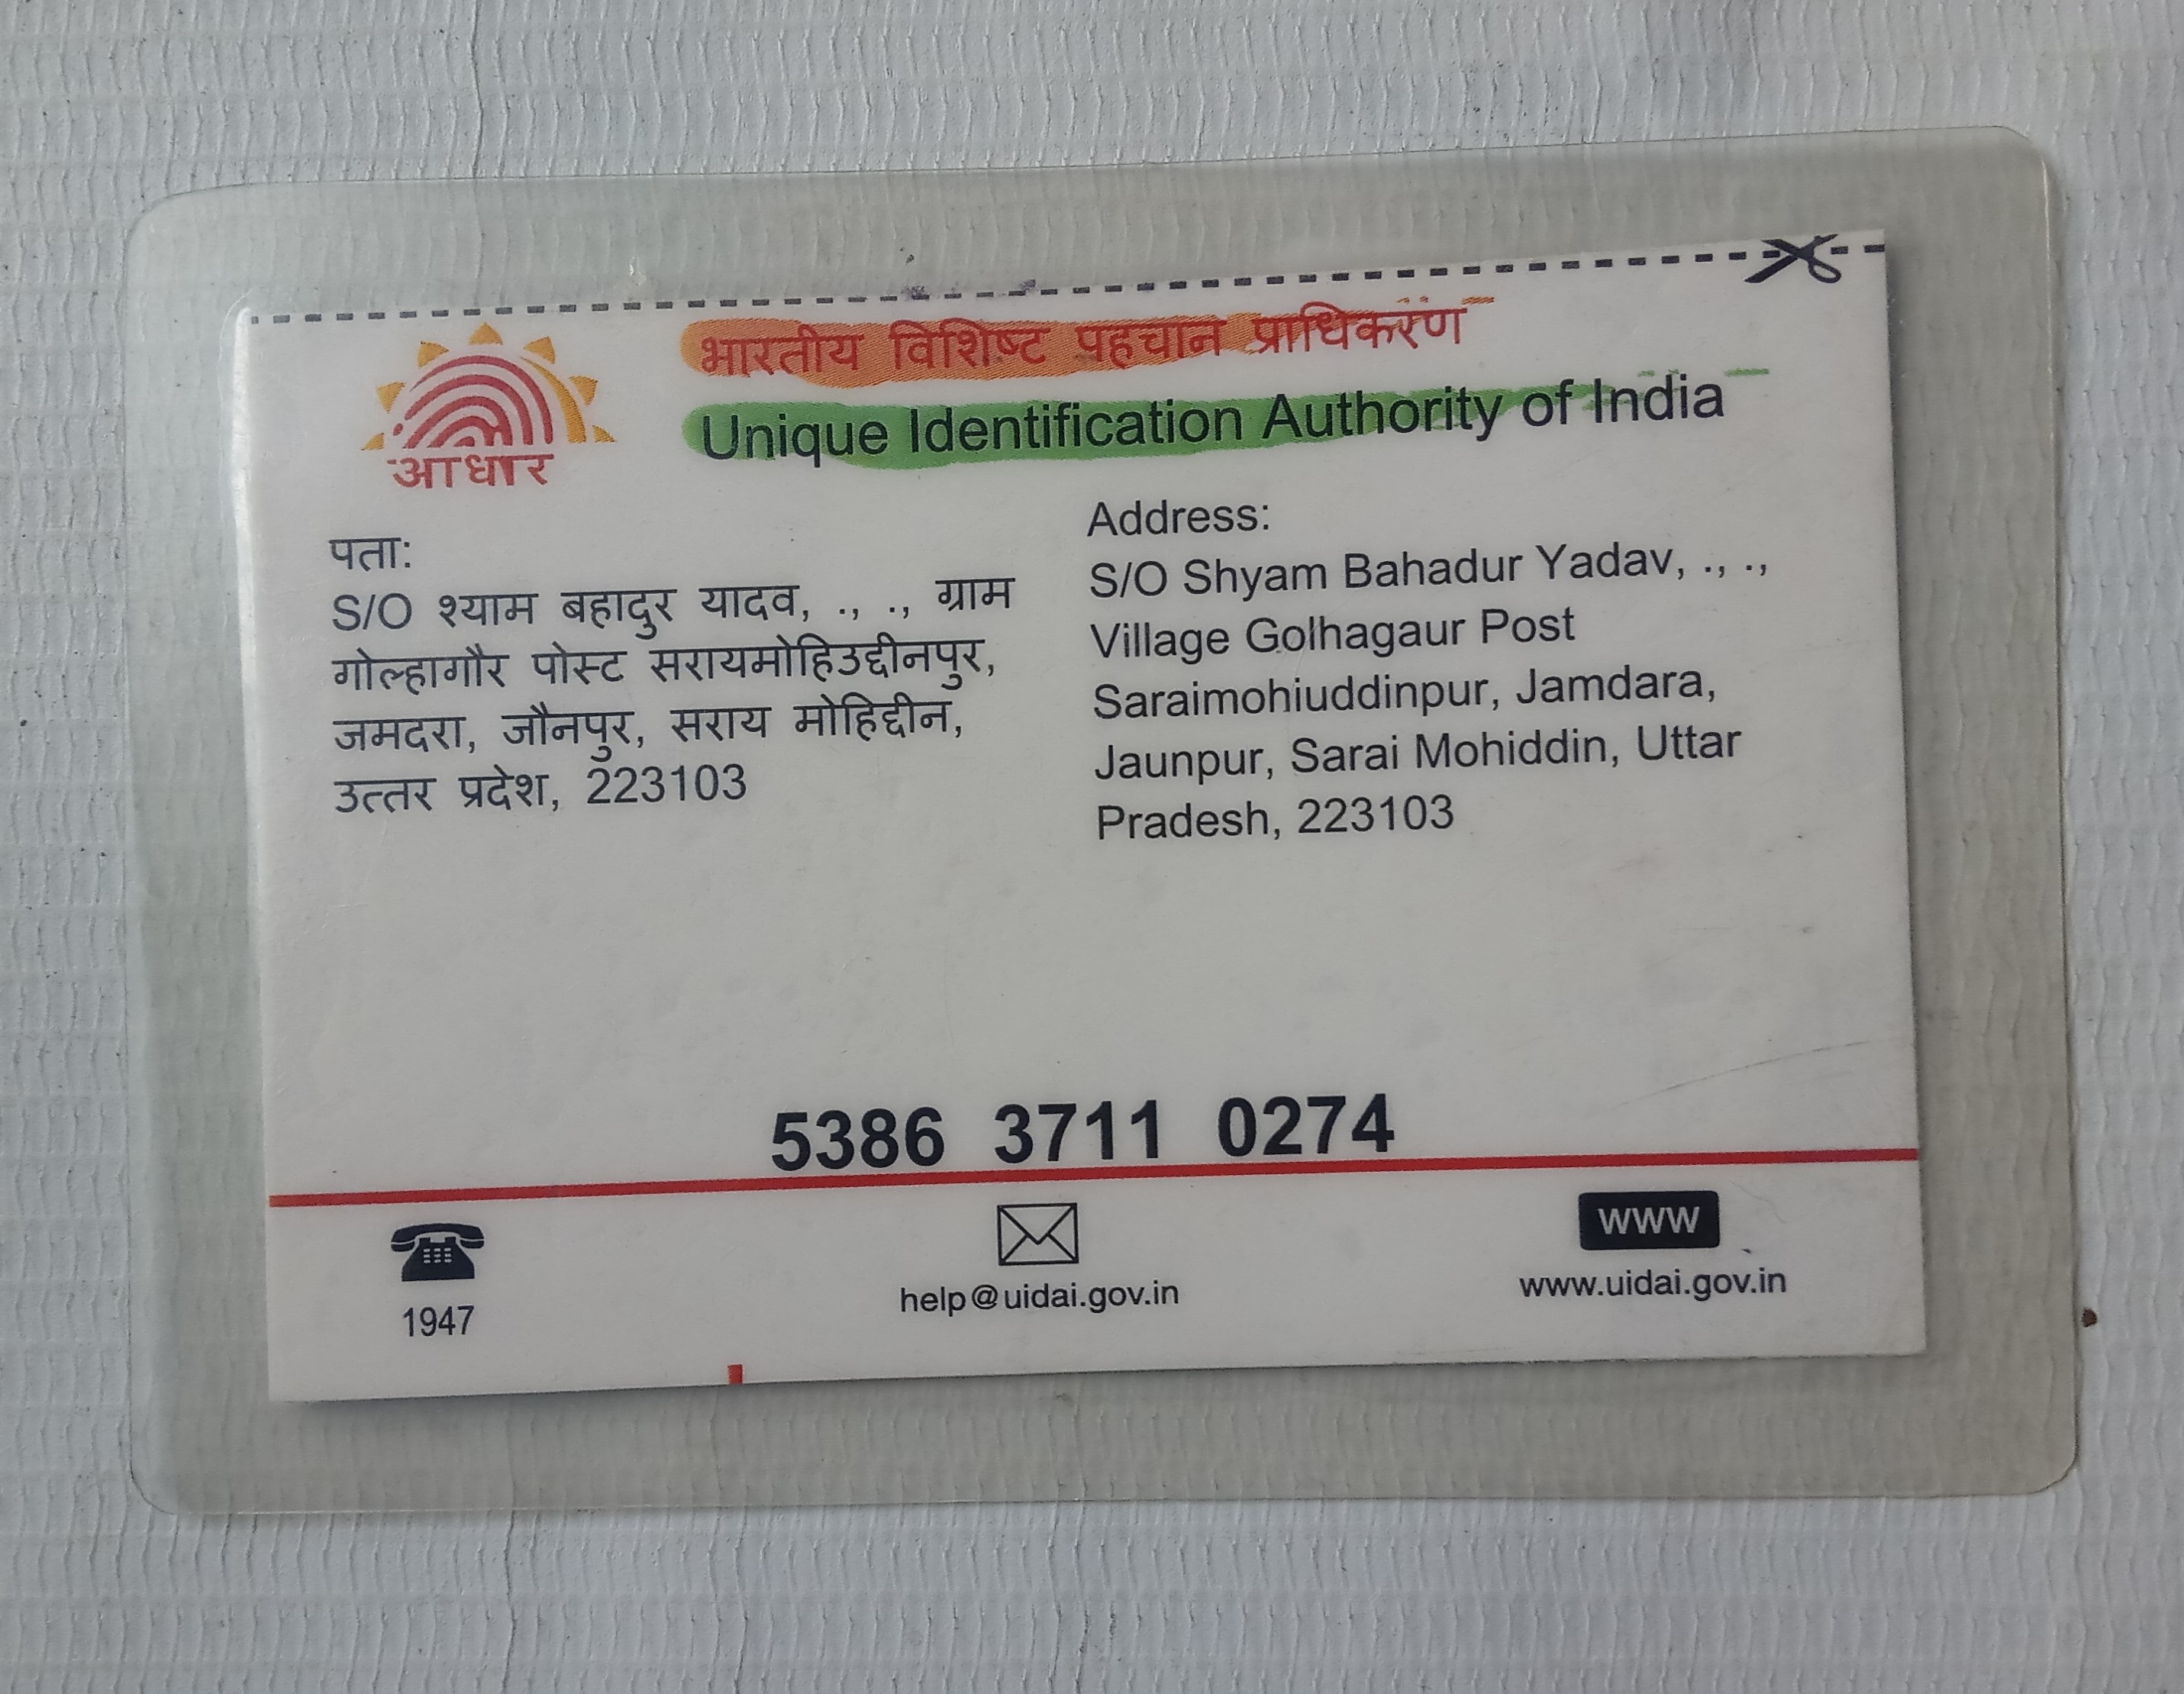 भारतीय विशिष्ट पहचान प्राधिकरण
Unique Identification Authority of India
आधार
पता:
S/O श्याम बहादुर यादव, ., ., ग्राम
गोल्हागौर पोस्ट सरायमोहिउद्दीनपुर,
जमदरा, जौनपुर, सराय मोहिद्दीन,
उत्तर प्रदेश, 223103
Address:
S/O Shyam Bahadur Yadav, ., .,
Village Golhagaur Post
Saraimohiuddinpur, Jamdara,
Jaunpur, Sarai Mohiddin, Uttar
Pradesh, 223103
5386 3711 0274
1947
help@uidai.gov.in
WWW
www.uidai.gov.in